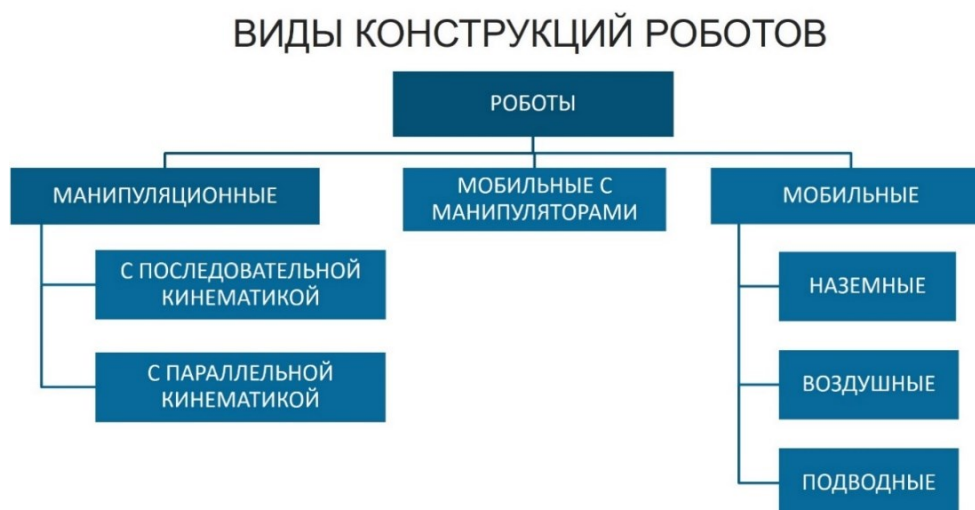 ВИДЫ КОНСТРУКЦИЙ РОБОТОВ
РОБОТЫ
МАНИПУЛЯЦИОННЫЕ
С ПОСЛЕДОВАТЕЛЬНОЙ
КИНЕМАТИКОЙ
С ПАРАЛЛЕЛЬНОЙ
КИНЕМАТИКОЙ
МОБИЛЬНЫЕ С
МАНИПУЛЯТОРАМИ
МОБИЛЬНЫЕ
НАЗЕМНЫЕ
ВОЗДУШНЫЕ
ПОДВОДНЫЕ